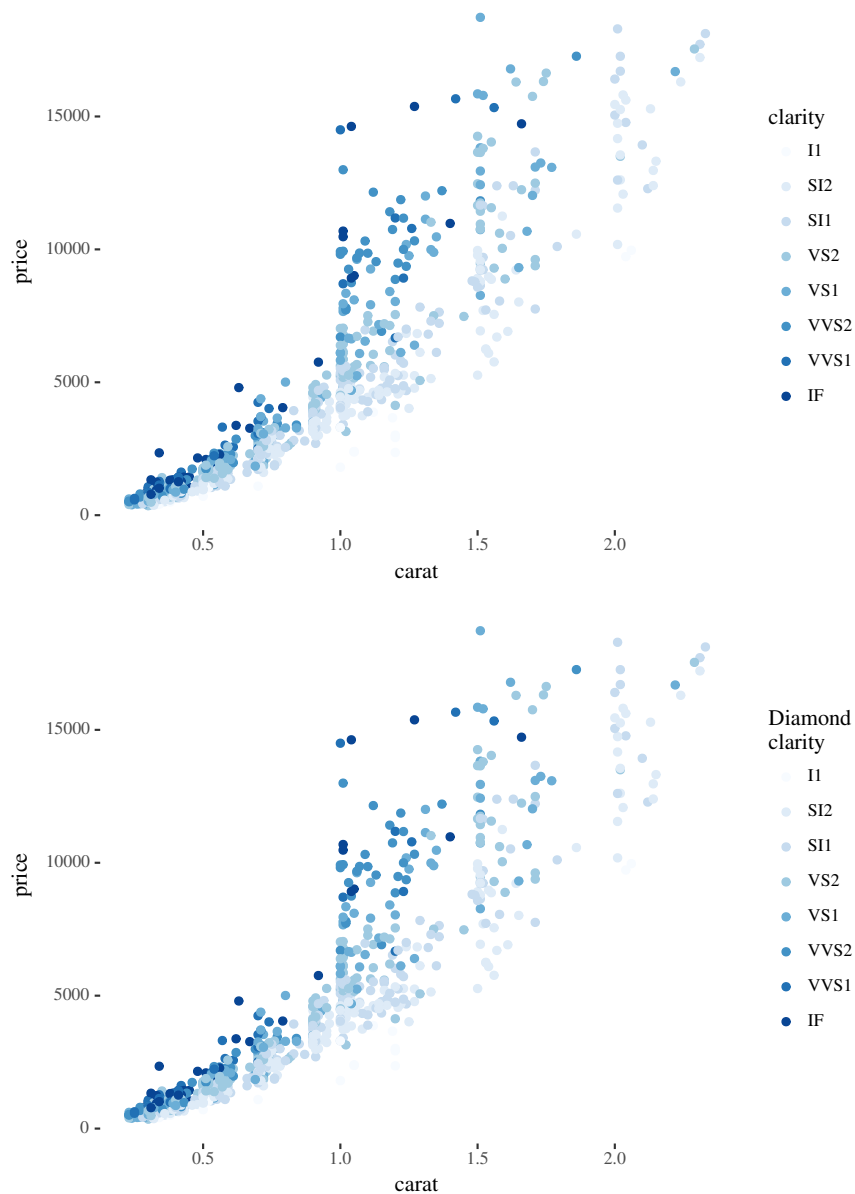 15000
10000
5000
0
price
0.5 1.0 1.5 2.0
carat
clarity
I1
SI2
SI1
VS2
VS1
VVS2
VVS1
IF
15000
10000
5000
0
price
0.5 1.0 1.5 2.0
carat
Diamond
clarity
I1
SI2
SI1
VS2
VS1
VVS2
VVS1
IF